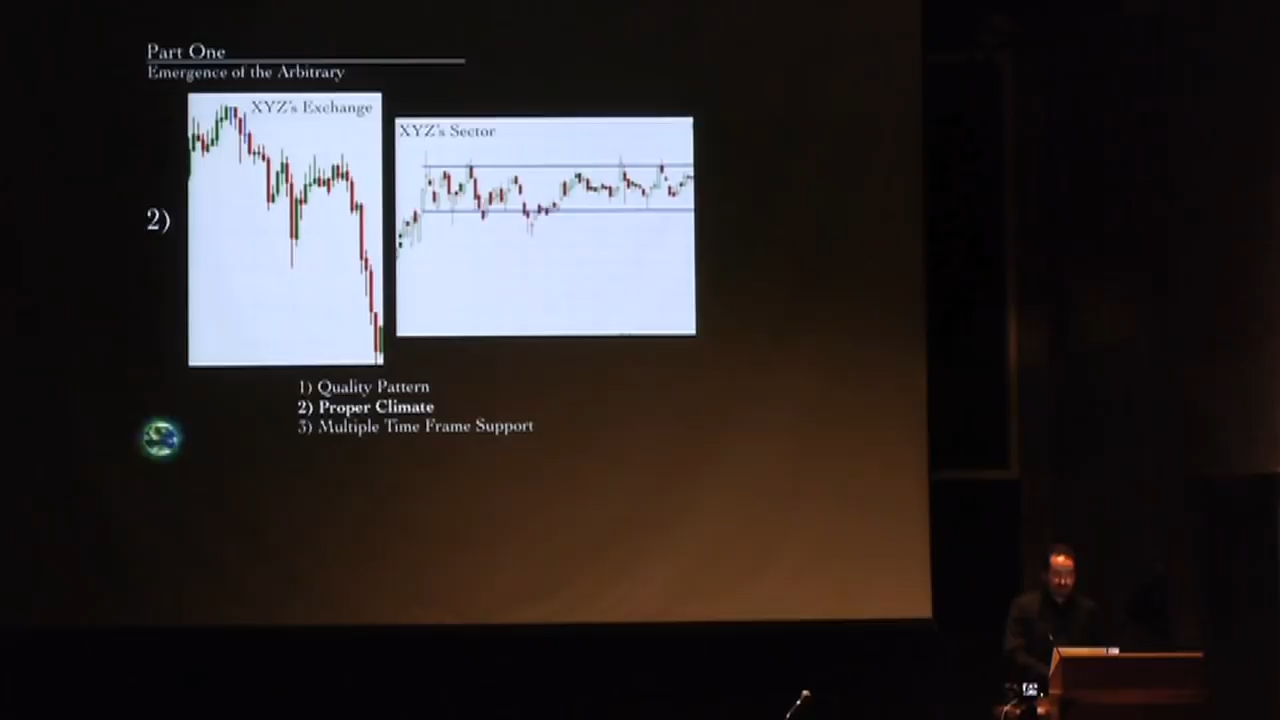 Part One
Emergence of the Arbitrary
XYZ's Exchange
XYZ's Sector
2)
1) Quality Pattern
2) Proper Climate
3) Multiple Time Frame Support